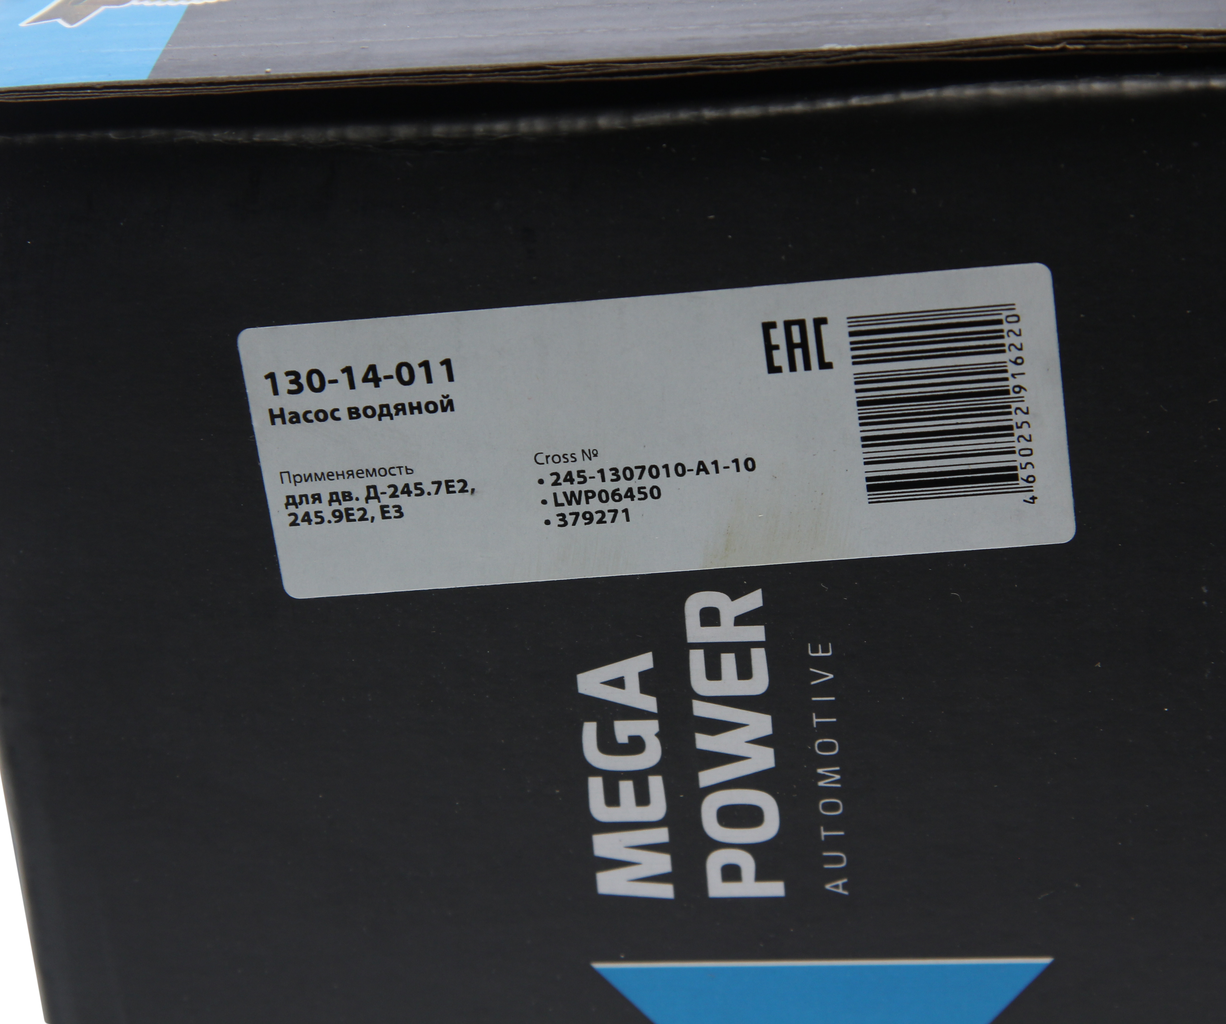 130-14-011
Насос водяной
Применяемость
для дв. Д-245.7Е2,
245.9Е2, Е3
Cross №
• 245-1307010-А1-10
• LWP06450
• 379271
EAC
4650252916220
MEGA
POWER
AUTOMOTIVE